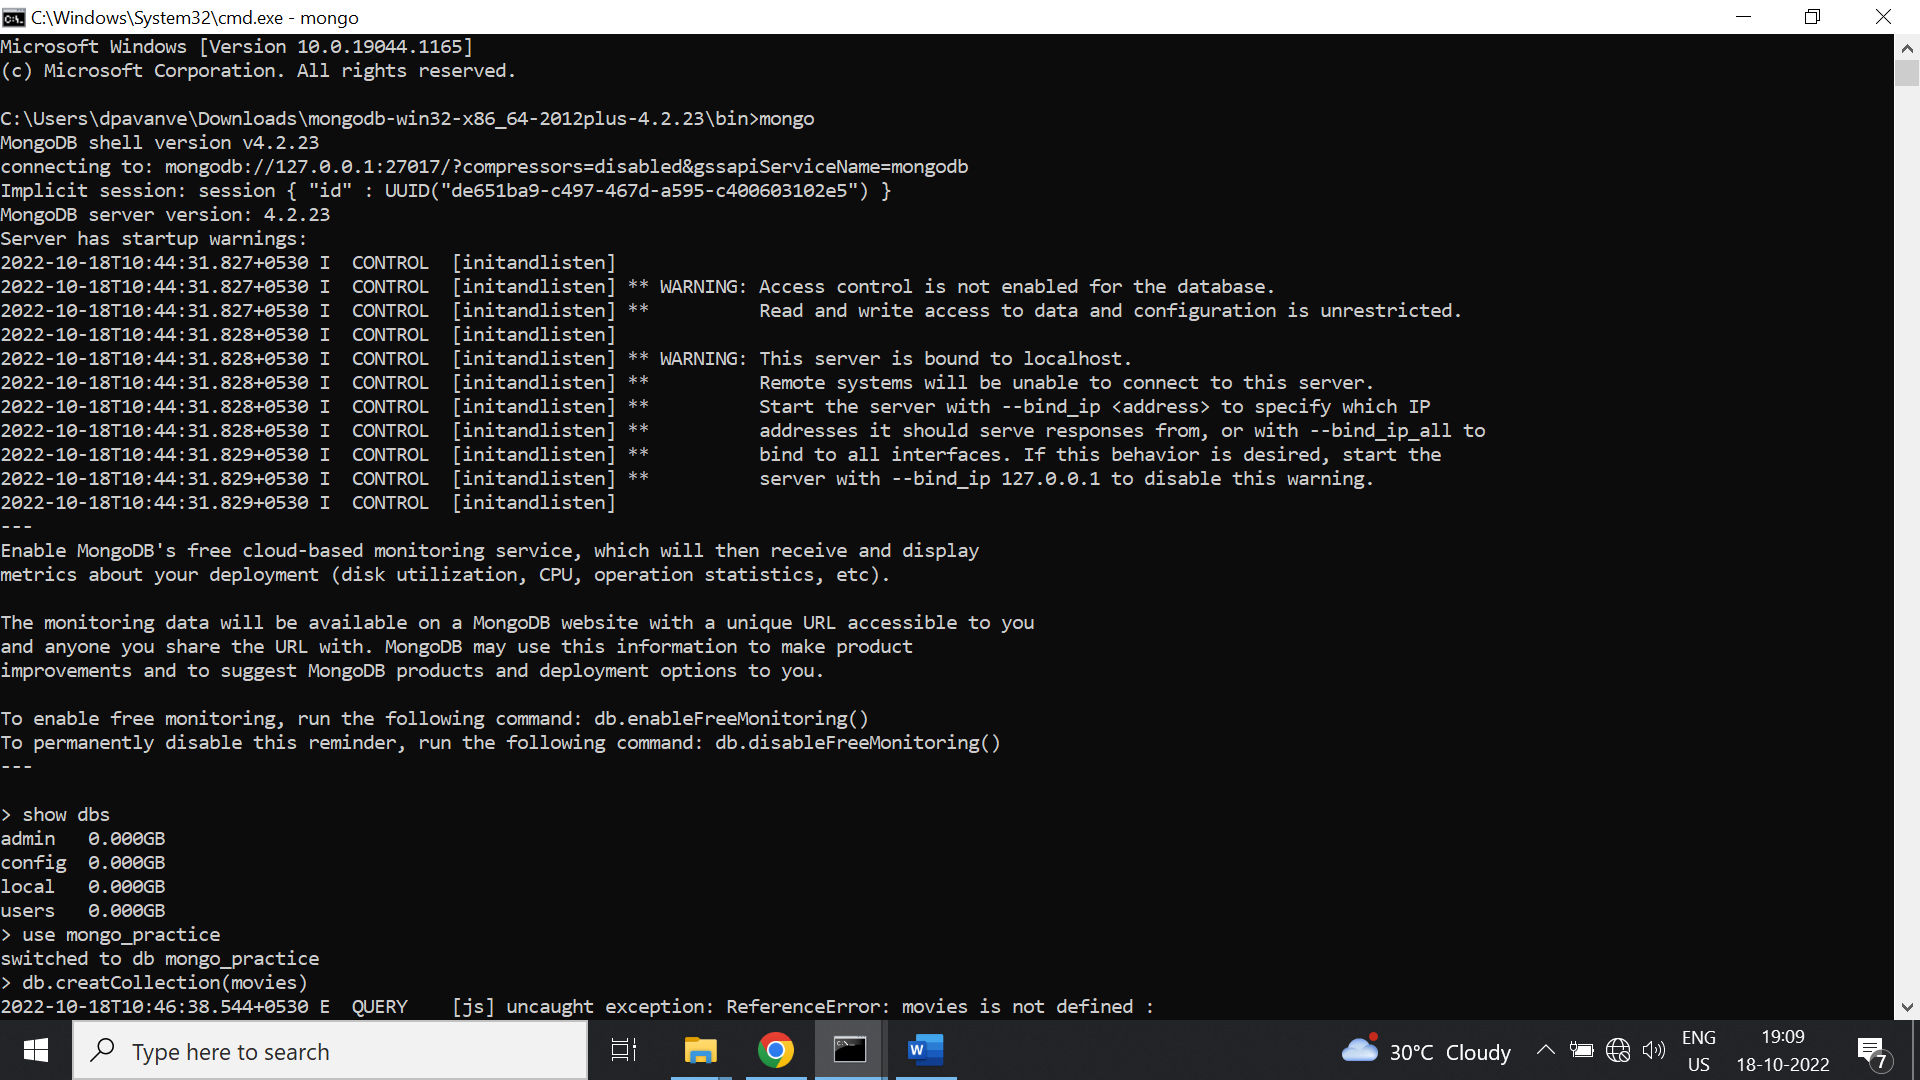 C:\Windows\System32\cmd.exe - mongo
Microsoft Windows [Version 10.0.19044.1165]
(c) Microsoft Corporation. All rights reserved.
C:\Users\dpavanve\Downloads\mongodb-win32-x86_64-2012plus-4.2.23\bin>mongo
MongoDB shell version v4.2.23
connecting to: mongodb://127.0.0.1:27017/?compressors=disabled&gssapiServiceName=mongodb
Implicit session: session { "id" : UUID("de651ba9-c497-467d-a595-c400603102e5") }
MongoDB server version: 4.2.23
Server has startup warnings:
2022-10-18T10:44:31.827+0530 I  CONTROL  [initandlisten]
2022-10-18T10:44:31.827+0530 I  CONTROL  [initandlisten] ** WARNING: Access control is not enabled for the database.
2022-10-18T10:44:31.827+0530 I  CONTROL  [initandlisten] **          Read and write access to data and configuration is unrestricted.
2022-10-18T10:44:31.828+0530 I  CONTROL  [initandlisten]
2022-10-18T10:44:31.828+0530 I  CONTROL  [initandlisten] ** WARNING: This server is bound to localhost.
2022-10-18T10:44:31.828+0530 I  CONTROL  [initandlisten] **          Remote systems will be unable to connect to this server.
2022-10-18T10:44:31.828+0530 I  CONTROL  [initandlisten] **          Start the server with --bind_ip <address> to specify which IP
2022-10-18T10:44:31.828+0530 I  CONTROL  [initandlisten] **          addresses it should serve responses from, or with --bind_ip_all to
2022-10-18T10:44:31.829+0530 I  CONTROL  [initandlisten] **          bind to all interfaces. If this behavior is desired, start the
2022-10-18T10:44:31.829+0530 I  CONTROL  [initandlisten] **          server with --bind_ip 127.0.0.1 to disable this warning.
2022-10-18T10:44:31.829+0530 I  CONTROL  [initandlisten]
---
Enable MongoDB's free cloud-based monitoring service, which will then receive and display
metrics about your deployment (disk utilization, CPU, operation statistics, etc).
The monitoring data will be available on a MongoDB website with a unique URL accessible to you
and anyone you share the URL with. MongoDB may use this information to make product
improvements and to suggest MongoDB products and deployment options to you.
To enable free monitoring, run the following command: db.enableFreeMonitoring()
To permanently disable this reminder, run the following command: db.disableFreeMonitoring()
---
> show dbs
admin   0.000GB
config  0.000GB
local   0.000GB
users   0.000GB
> use mongo_practice
switched to db mongo_practice
> db.creatCollection(movies)
2022-10-18T10:46:38.544+0530 E  QUERY    [js] uncaught exception: ReferenceError: movies is not defined :
Type here to search
30°C Cloudy
ENG
US
19:09
18-10-2022
7